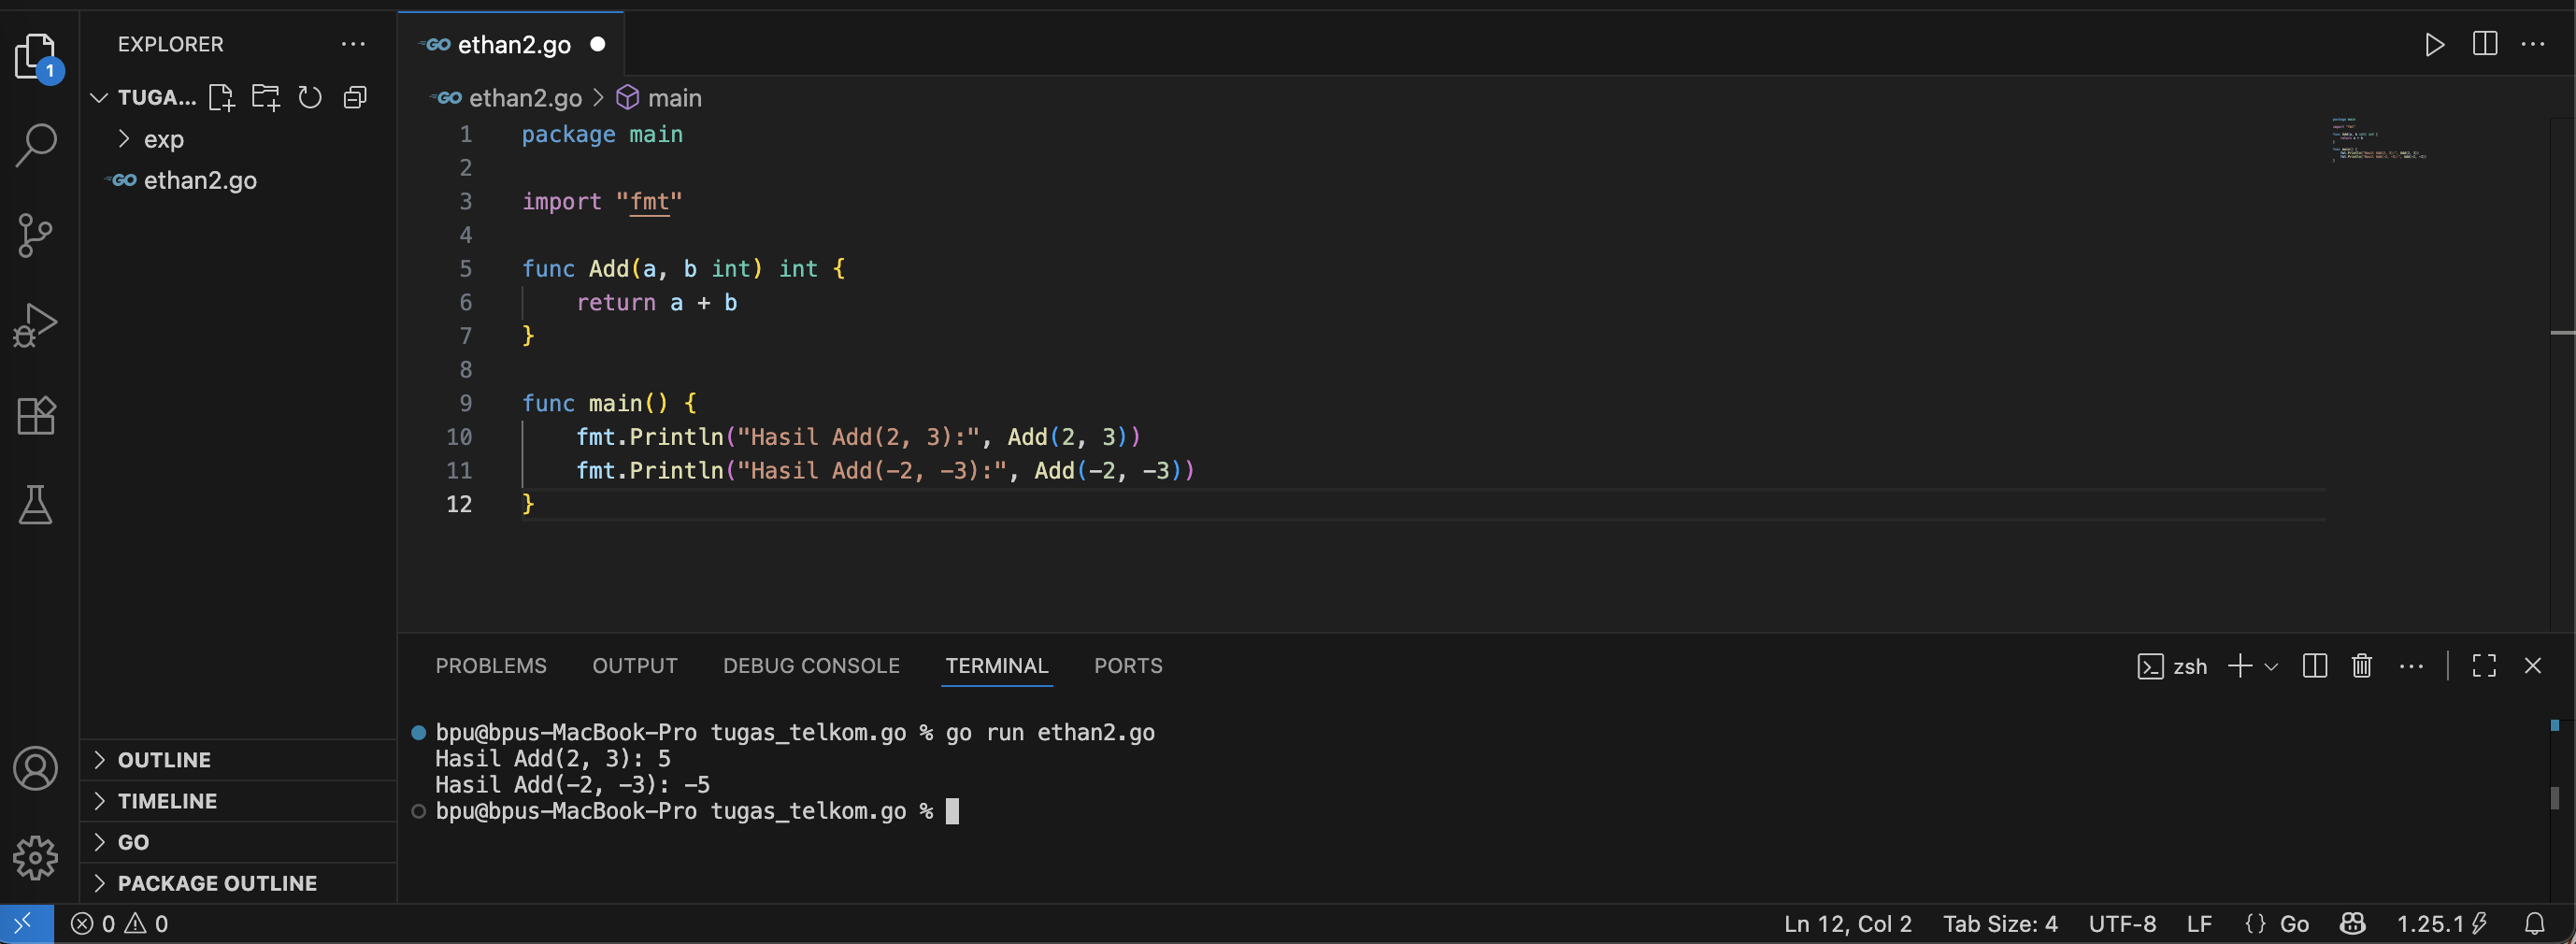 EXPLORER
1
TUGA...
exp
GO ethan2.go
OUTLINE
TIMELINE
GO
PACKAGE OUTLINE
GO ethan2.go
GO ethan2.go > main
1 package main
2
3 import "fmt"
4
5 func Add(a, b int) int {
6 return a + b
7 }
8
9 func main() {
10 fmt.Println("Hasil Add(2, 3):", Add(2, 3))
11 fmt.Println("Hasil Add(-2, -3):", Add(-2, -3))
12 }
PROBLEMS OUTPUT DEBUG CONSOLE TERMINAL PORTS
zsh
bpu@bpus-MacBook-Pro tugas_telkom.go % go run ethan2.go
Hasil Add(2, 3): 5
Hasil Add(-2, -3): -5
bpu@bpus-MacBook-Pro tugas_telkom.go %
0 0
Ln 12, Col 2 Tab Size: 4 UTF-8 LF {} Go 1.25.1